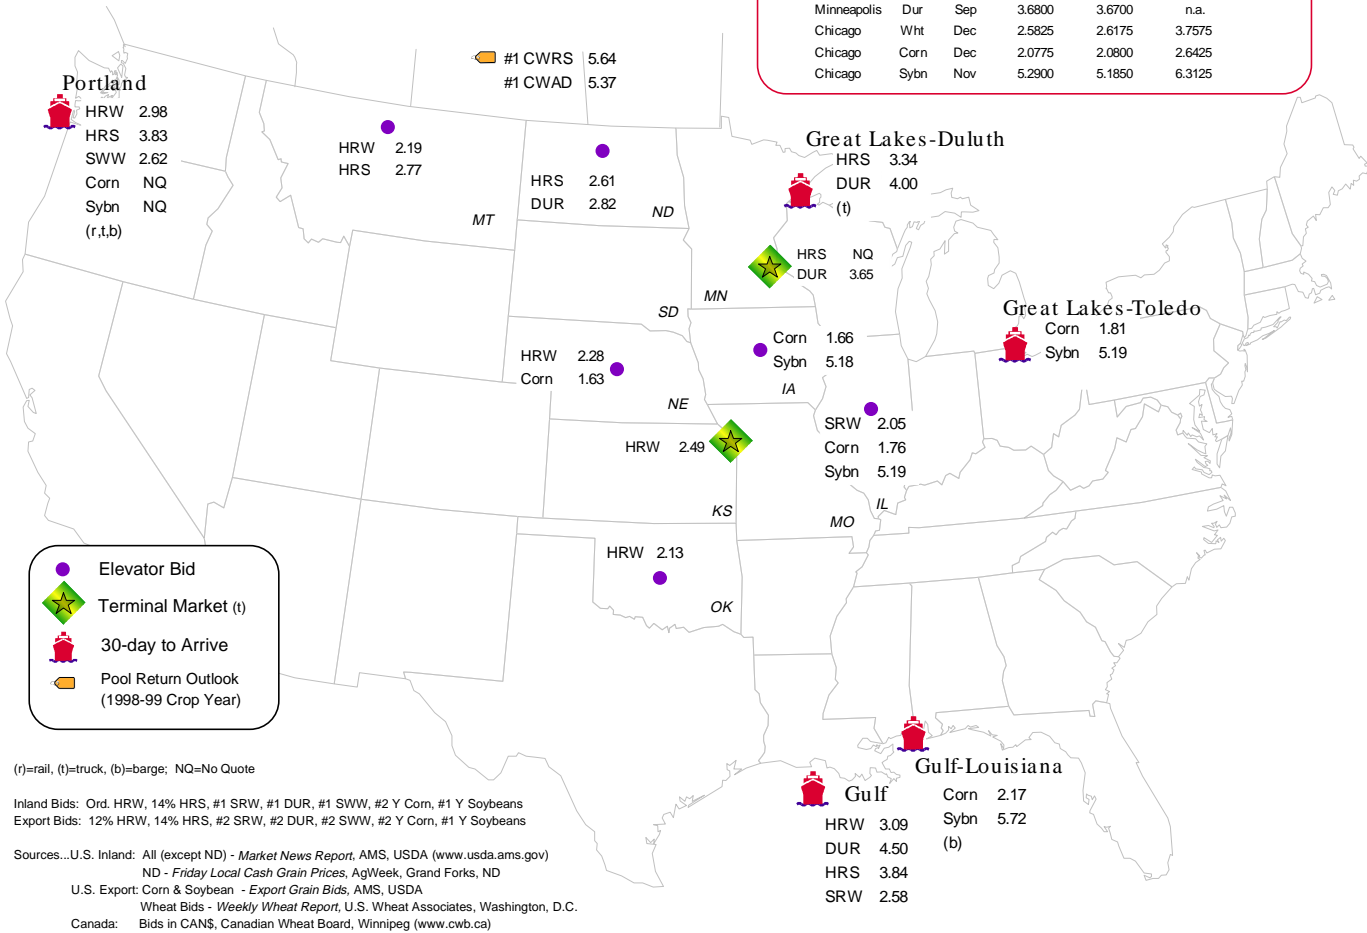 Minneapolis Dur Sep 3.6800 3.6700 n.a.
Chicago Wht Dec 2.5825 2.6175 3.7575
Chicago Corn Dec 2.0775 2.0800 2.6425
Chicago Sybn Nov 5.2900 5.1850 6.3125
#1 CWRS 5.64
#1 CWAD 5.37
Portland
HRW 2.98
HRS 3.83
SWW 2.62
Corn NQ
Sybn NQ
(r,t,b)
HRW 2.19
HRS 2.77
MT
HRS 2.61
DUR 2.82
ND
Great Lakes-Duluth
HRS 3.34
DUR 4.00
(t)
HRS NQ
DUR 3.65
MN
SD
Great Lakes-Toledo
Corn 1.81
Sybn 5.19
HRW 2.28
Corn 1.63
NE
Corn 1.66
Sybn 5.18
IA
SRW 2.05
Corn 1.76
Sybn 5.19
IL
HRW 2.49
KS
MO
HRW 2.13
OK
Elevator Bid
Terminal Market (t)
30-day to Arrive
Pool Return Outlook
(1998-99 Crop Year)
Gulf-Louisiana
Corn 2.17
Sybn 5.72
(b)
Gulf
HRW 3.09
DUR 4.50
HRS 3.84
SRW 2.58
(r)=rail, (t)=truck, (b)=barge; NQ=No Quote
Inland Bids: Ord. HRW, 14% HRS, #1 SRW, #1 DUR, #1 SWW, #2 Y Corn, #1 Y Soybeans
Export Bids: 12% HRW, 14% HRS, #2 SRW, #2 DUR, #2 SWW, #2 Y Corn, #1 Y Soybeans
Sources...U.S. Inland: All (except ND) - Market News Report, AMS, USDA (www.usda.ams.gov)
ND - Friday Local Cash Grain Prices, AgWeek, Grand Forks, ND
U.S. Export: Corn & Soybean - Export Grain Bids, AMS, USDA
Wheat Bids - Weekly Wheat Report, U.S. Wheat Associates, Washington, D.C.
Canada: Bids in CAN$, Canadian Wheat Board, Winnipeg (www.cwb.ca)